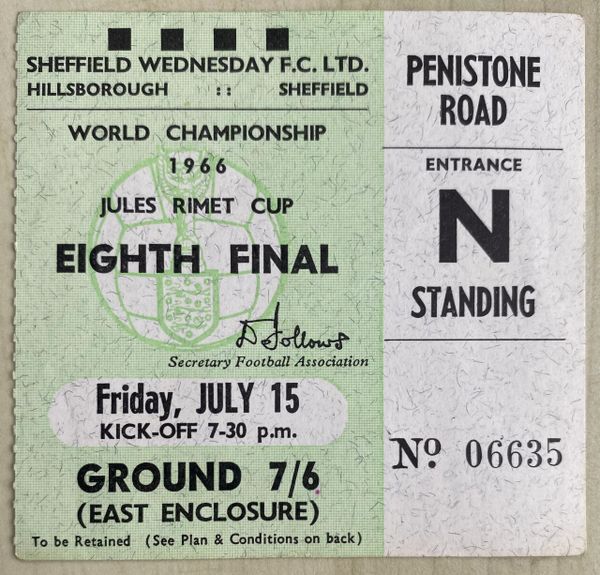 SHEFFIELD WEDNESDAY F.C. LTD.
HILLSBOROUGH :: SHEFFIELD
WORLD CHAMPIONSHIP
1966
JULES RIMET CUP
EIGHTH FINAL
D Follows
Secretary Football Association
Friday, JULY 15
KICK-OFF 7-30 p.m.
GROUND 7/6
(EAST ENCLOSURE)
To be Retained (See Plan & Conditions on back)
PENISTONE
ROAD
ENTRANCE
N
STANDING
No. 06635